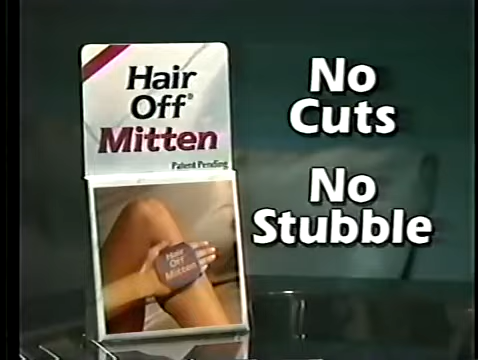 Hair
Off®
Mitten
Patent Pending
Hair
Off
Mitten
No
Cuts
No
Stubble